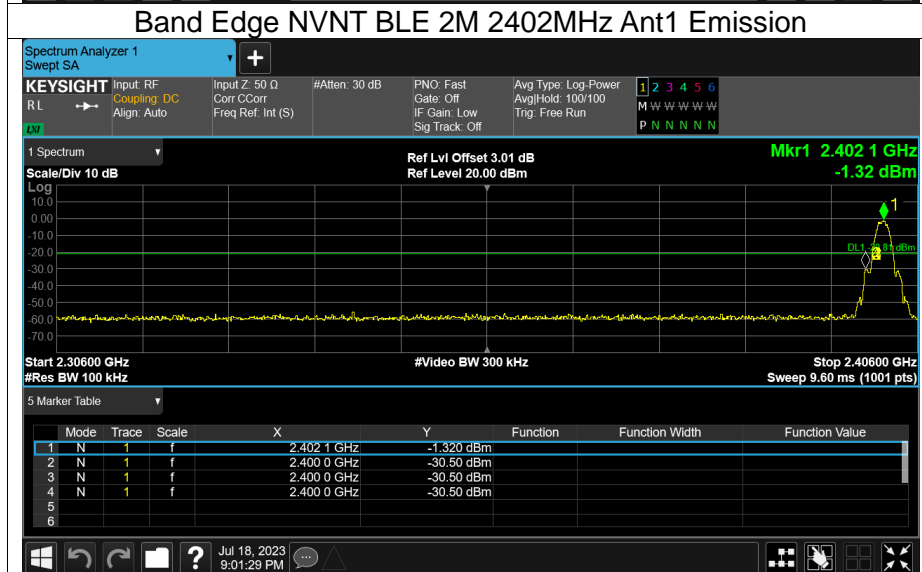 Band Edge NVNT BLE 2M 2402MHz Ant1 Emission
Spectrum Analyzer 1
Swept SA
+
KEYSIGHT Input: RF Input Z: 50 Ω #Atten: 30 dB PNO: Fast Avg Type: Log-Power 1 2 3 4 5 6
RL Coupling: DC Corr CCorr Gate: Off Avg|Hold: 100/100 M W W W W W
Align: Auto Freq Ref: Int (S) IF Gain: Low Trig: Free Run
LXI Sig Track: Off P N N N N N
1 Spectrum Ref Lvl Offset 3.01 dB Mkr1 2.402 1 GHz
Scale/Div 10 dB Ref Level 20.00 dBm -1.32 dBm
Log
10.0
1
0.00
-10.0
DL1 dBm
-20.0
-30.0
-40.0
-50.0
-60.0
-70.0
Start 2.30600 GHz #Video BW 300 kHz Stop 2.40600 GHz
#Res BW 100 kHz Sweep 9.60 ms (1001 pts)
5 Marker Table
Mode Trace Scale X Y Function Function Width Function Value
1 N 1 f 2.402 1 GHz -1.320 dBm
2 N 1 f 2.400 0 GHz -30.50 dBm
3 N 1 f 2.400 0 GHz -30.50 dBm
4 N 1 f 2.400 0 GHz -30.50 dBm
5
6
? Jul 18, 2023
9:01:29 PM